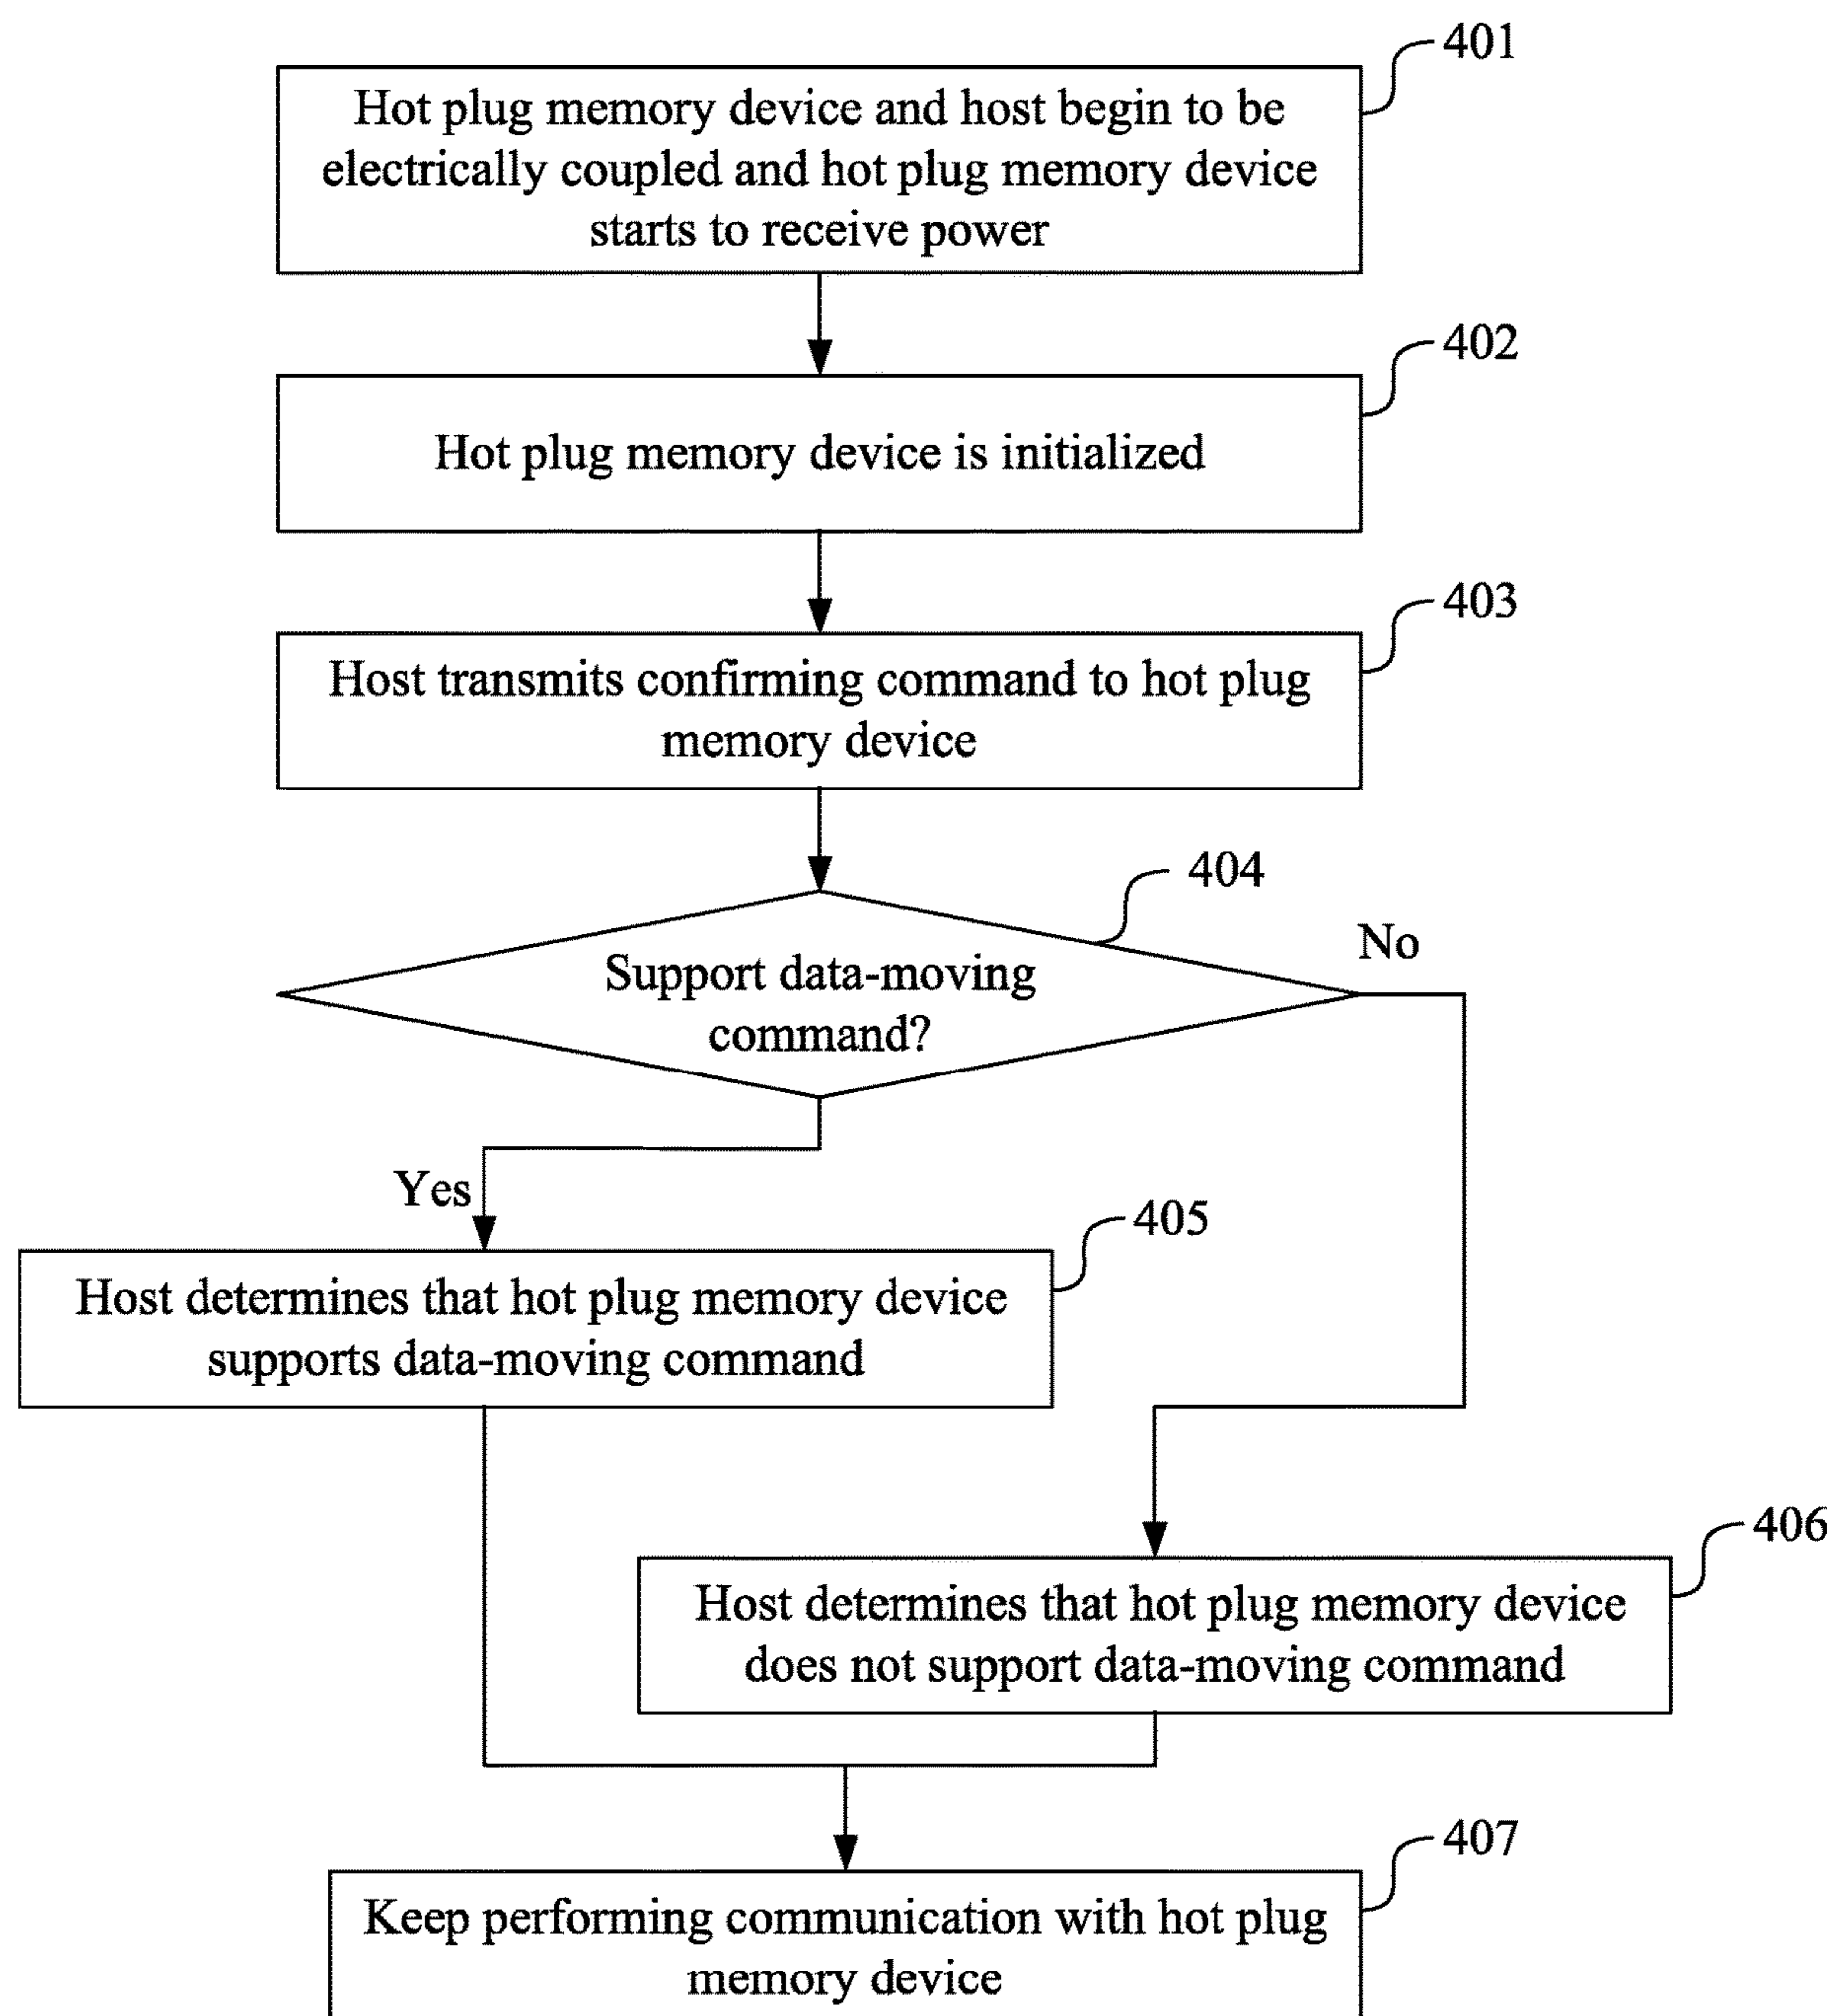 401
Hot plug memory device and host begin to be
electrically coupled and hot plug memory device
starts to receive power
402
Hot plug memory device is initialized
403
Host transmits confirming command to hot plug
memory device
404
No
Support data-moving
command?
Yes
405
Host determines that hot plug memory device
supports data-moving command
406
Host determines that hot plug memory device
does not support data-moving command
407
Keep performing communication with hot plug
memory device